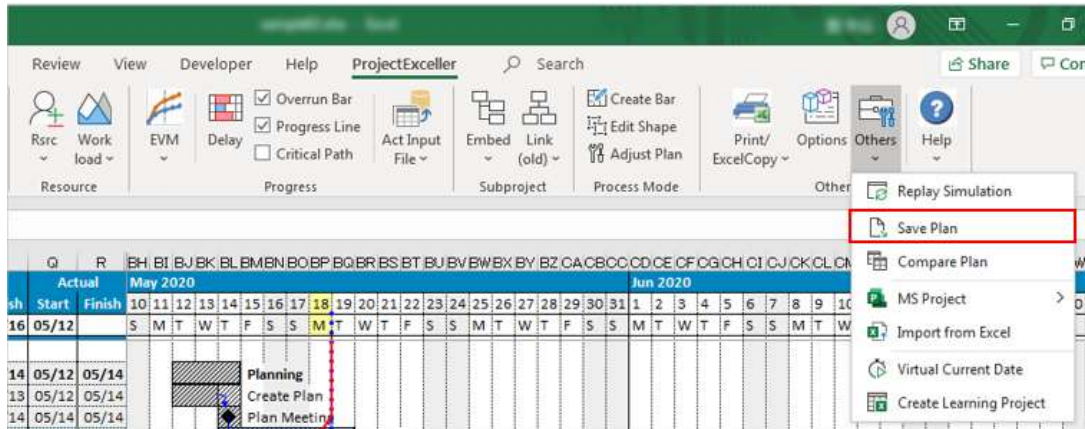 Review View Developer Help ProjectExceller Search Share
Overrun Bar Create Bar
Progress Line Edit Shape
Rsrc Work EVM Delay Critical Path Act Input Embed Link Adjust Plan Print/ Options Others Help
load File (old) ExcelCopy
Resource Progress Subproject Process Mode
Replay Simulation
Save Plan
Compare Plan
MS Project
Import from Excel
Virtual Current Date
Create Learning Project
Q R BH BI BJ BK BL BM BN BO BP BQ BR BS BT BU BV BW BX BY BZ CA CB CC CD CE CF CG CH CI CJ CK CL
Actual May 2020 Jun 2020
Start Finish 10 11 12 13 14 15 16 17 18 19 20 21 22 23 24 25 26 27 28 29 30 31 1 2 3 4 5 6 7 8 9 10
16 05/12 S M T W T F S S M T W T F S S M T W T F S S M T W T F S S M T W
14 05/12 05/14 Planning
13 05/12 05/14 Create Plan
14 05/14 05/14 Plan Meeting